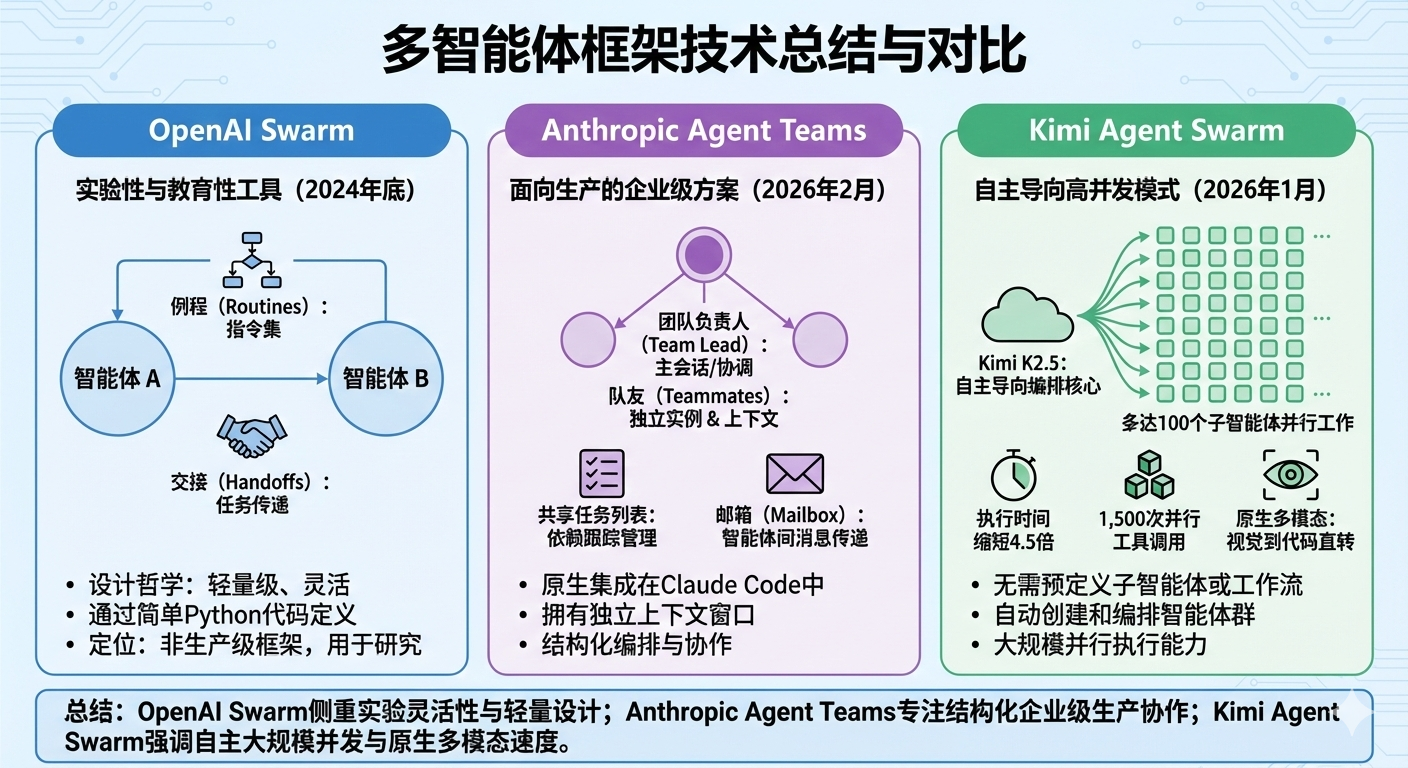 多智能体框架技术总结与对比
OpenAI Swarm
实验性与教育性工具（2024年底）
例程（Routines）：
指令集
智能体 A
智能体 B
交接（Handoffs）：
任务传递
• 设计哲学：轻量级、灵活
• 通过简单Python代码定义
• 定位：非生产级框架，用于研究
Anthropic Agent Teams
面向生产的企业级方案（2026年2月）
团队负责人
（Team Lead）：
主会话/协调
队友（Teammates）：
独立实例 & 上下文
共享任务列表：
依赖跟踪管理
邮箱（Mailbox）：
智能体间消息传递
• 原生集成在Claude Code中
• 拥有独立上下文窗口
• 结构化编排与协作
Kimi Agent Swarm
自主导向高并发模式（2026年1月）
Kimi K2.5：
自主导向编排核心
多达100个子智能体并行工作
执行时间
缩短4.5倍
1,500次并行
工具调用
原生多模态：
视觉到代码直转
• 无需预定义子智能体或工作流
• 自动创建和编排智能体群
• 大规模并行执行能力
总结：OpenAI Swarm侧重实验灵活性与轻量设计；Anthropic Agent Teams专注结构化企业级生产协作；Kimi Agent
Swarm强调自主大规模并发与原生多模态速度。